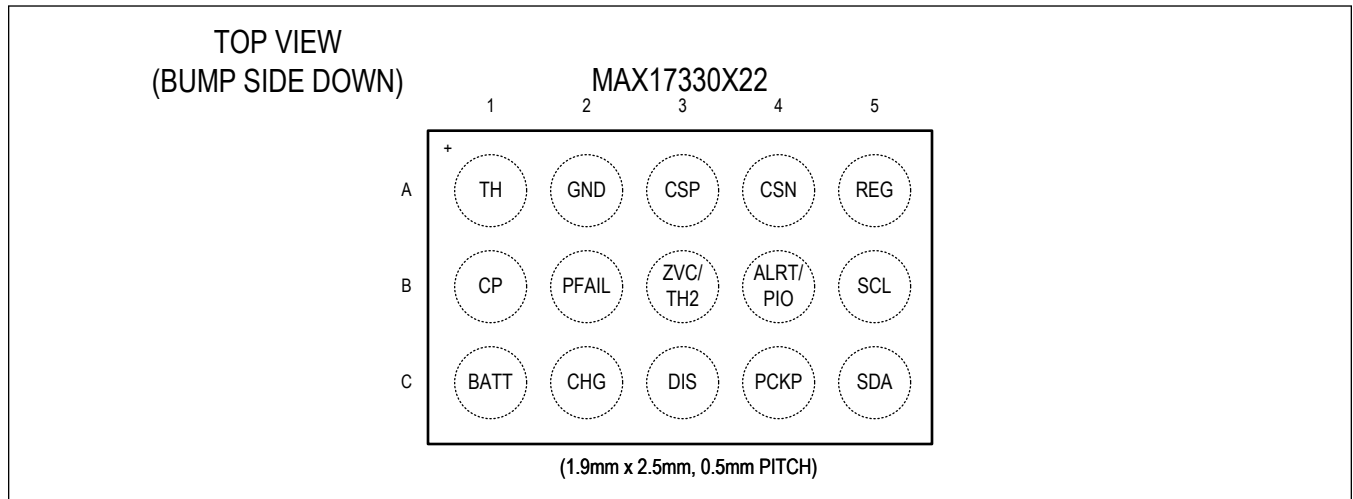 TOP VIEW
(BUMP SIDE DOWN)
MAX17330X22
1 2 3 4 5
+
A TH GND CSP CSN REG
B CP PFAIL ZVC/ TH2 ALRT/ PIO SCL
C BATT CHG DIS PCKP SDA
(1.9mm x 2.5mm, 0.5mm PITCH)